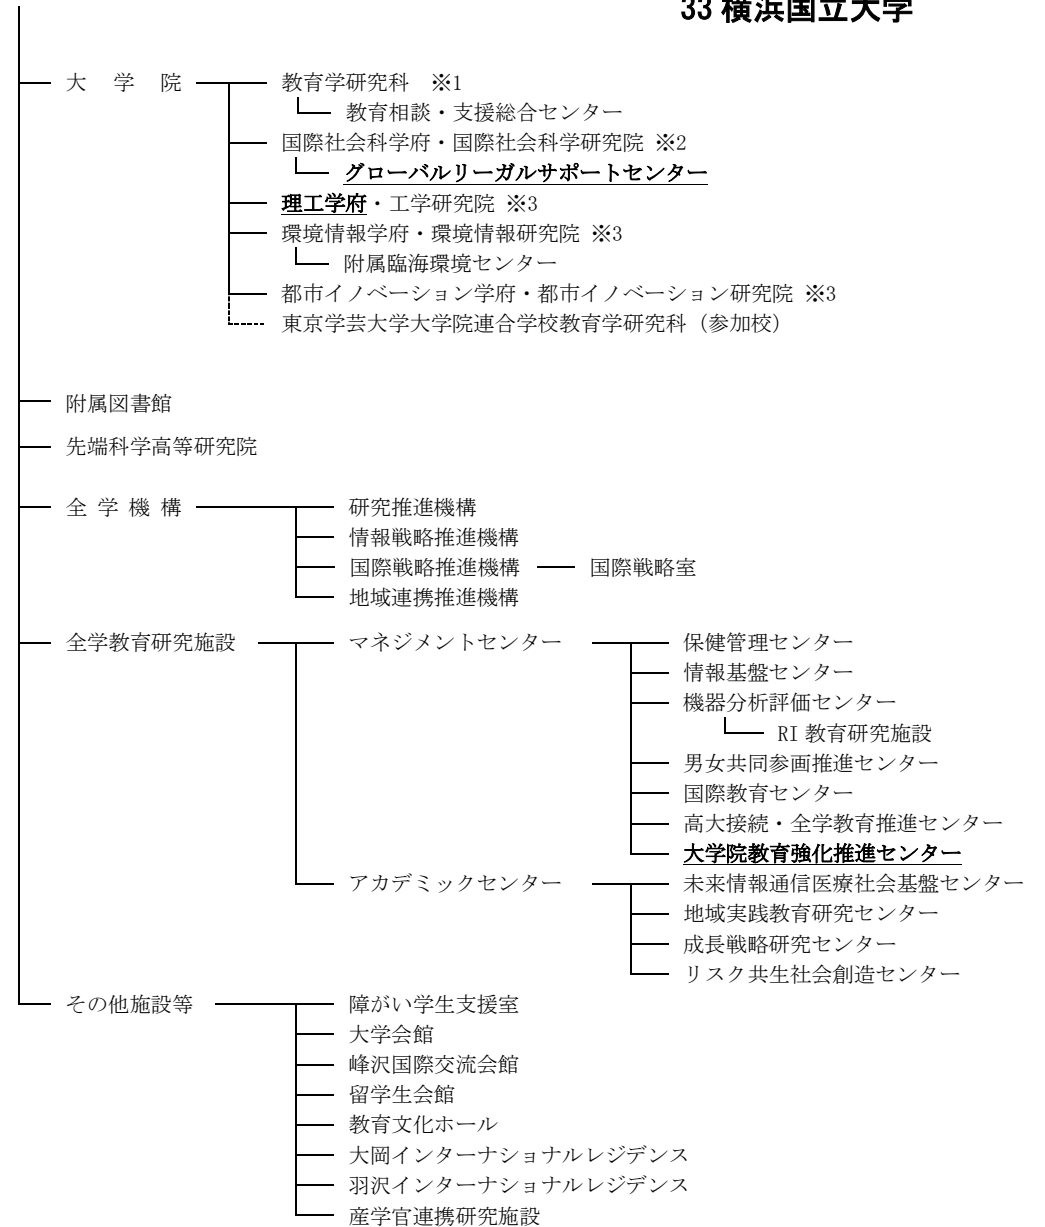 33 横浜国立大学
大　学　院　教育学研究科　※1
教育相談・支援総合センター
国際社会科学府・国際社会科学研究院 ※2
グローバルリーガルサポートセンター
理工学府・工学研究院 ※3
環境情報学府・環境情報研究院 ※3
附属臨海環境センター
都市イノベーション学府・都市イノベーション研究院 ※3
東京学芸大学大学院連合学校教育学研究科（参加校）
附属図書館
先端科学高等研究院
全 学 機 構　研究推進機構
情報戦略推進機構
国際戦略推進機構　国際戦略室
地域連携推進機構
全学教育研究施設　マネジメントセンター　保健管理センター
情報基盤センター
機器分析評価センター
RI 教育研究施設
男女共同参画推進センター
国際教育センター
高大接続・全学教育推進センター
大学院教育強化推進センター
アカデミックセンター　未来情報通信医療社会基盤センター
地域実践教育研究センター
成長戦略研究センター
リスク共生社会創造センター
その他施設等　障がい学生支援室
大学会館
峰沢国際交流会館
留学生会館
教育文化ホール
大岡インターナショナルレジデンス
羽沢インターナショナルレジデンス
産学官連携研究施設